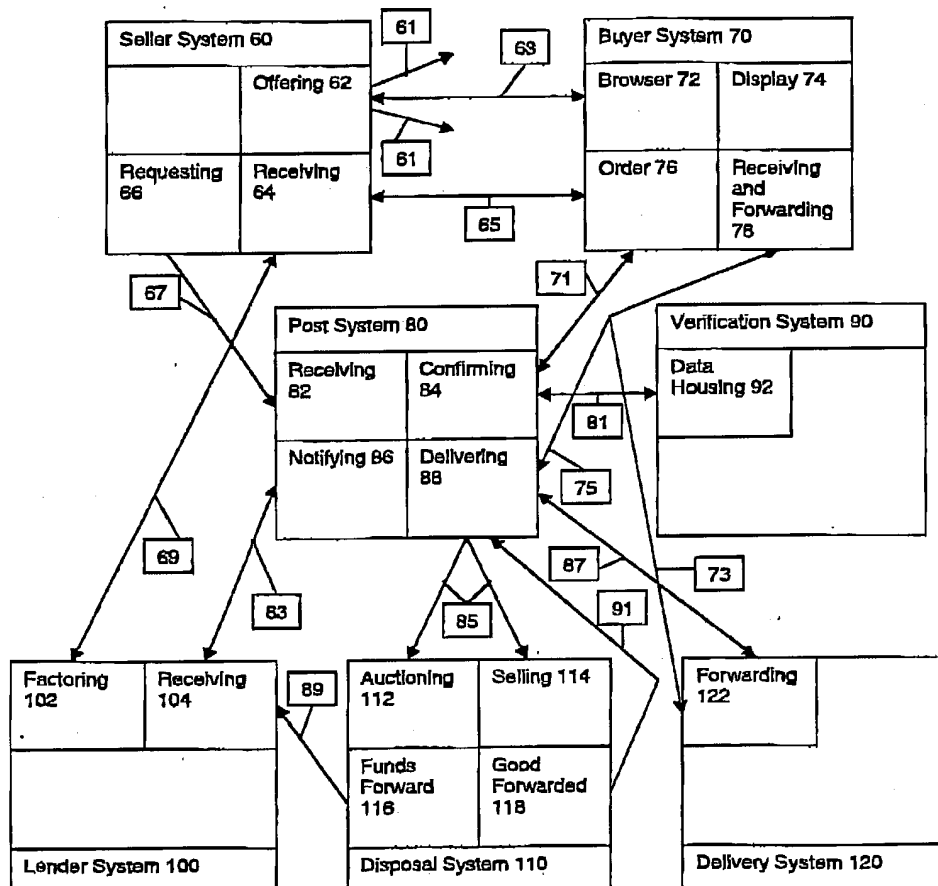 Seller System 60
Offering 62
Requesting
66
Receiving
64
61
61
63
65
Buyer System 70
Browser 72
Display 74
Order 76
Receiving
and
Forwarding
78
67
71
Post System 80
Receiving
82
Confirming
84
Notifying 86
Delivering
88
Verification System 90
Data
Housing 92
81
75
69
83
85
87
91
73
Factoring
102
Receiving
104
Lender System 100
89
Auctioning
112
Selling 114
Funds
Forward
116
Good
Forwarded
118
Disposal System 110
Forwarding
122
Delivery System 120